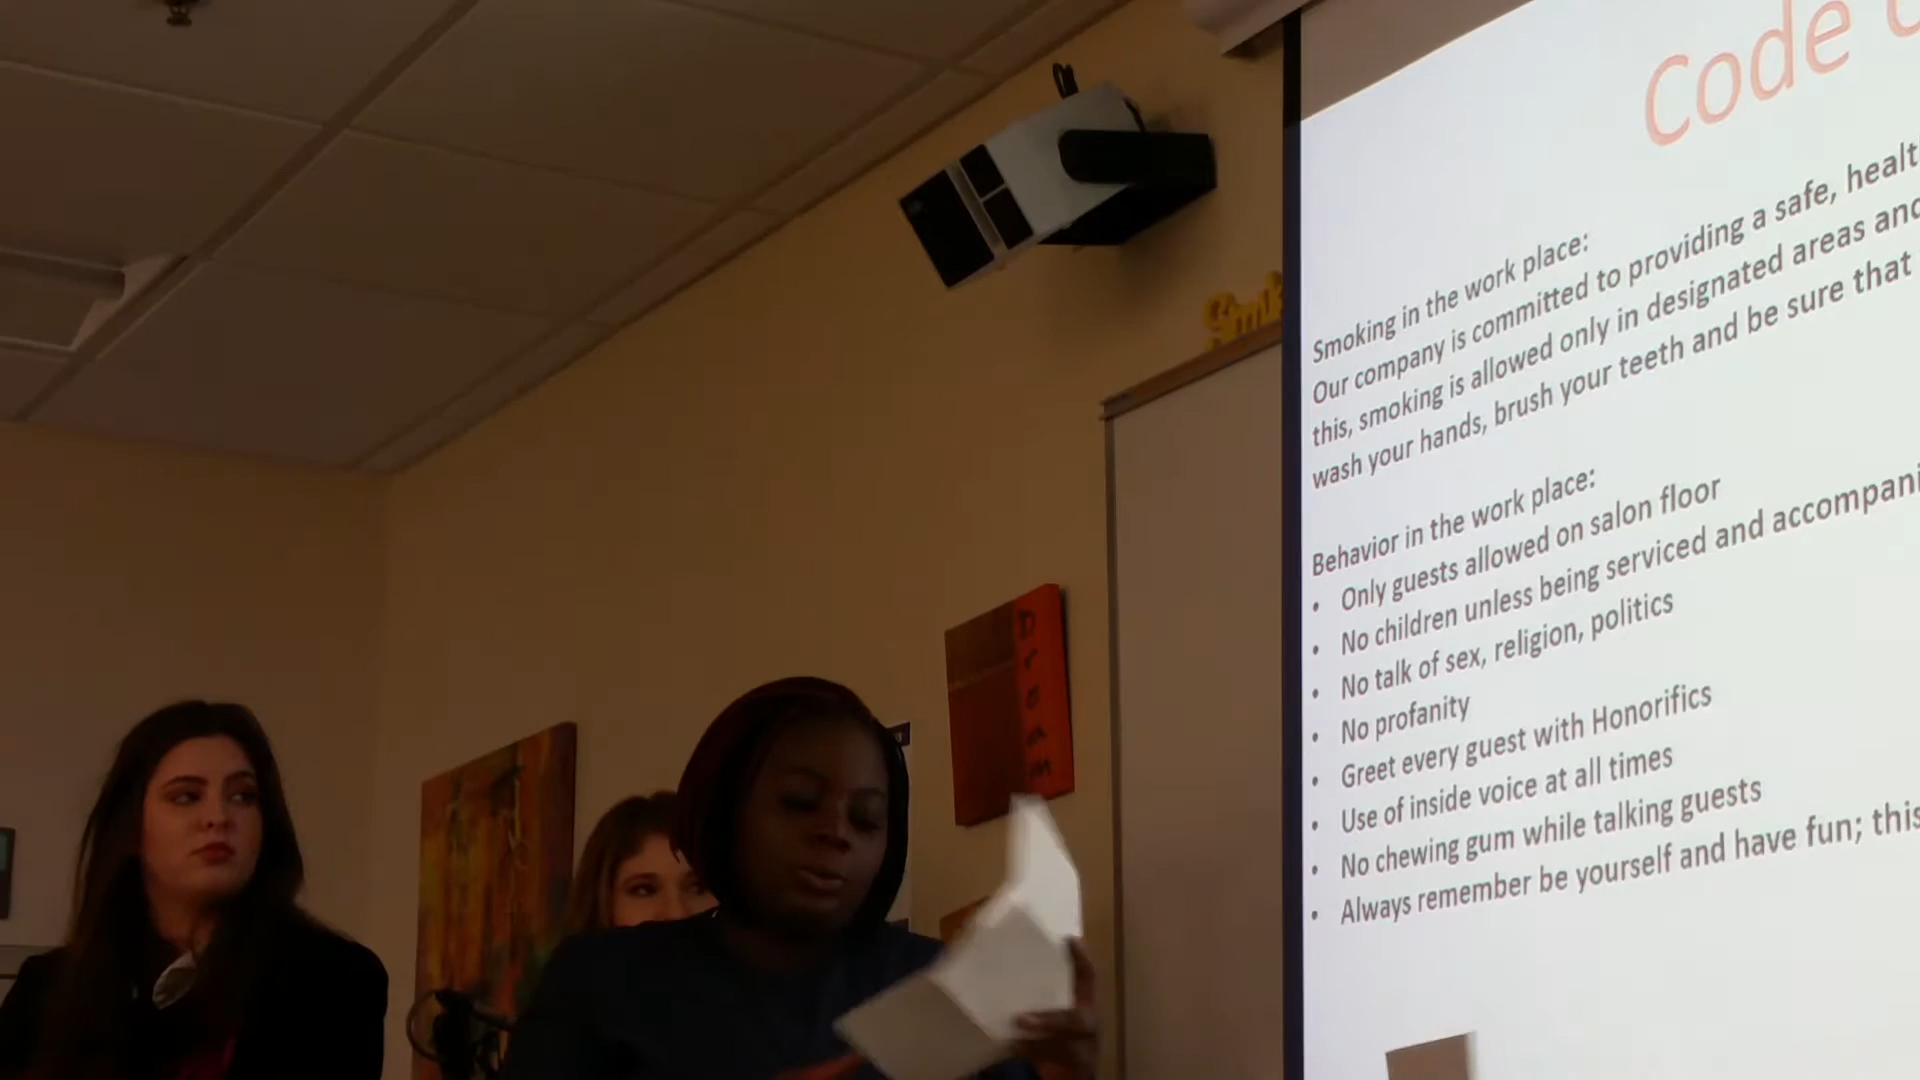 Code
Smoking in the work place:
Our company is committed to providing a safe, healt
this, smoking is allowed only in designated areas and
wash your hands, brush your teeth and be sure that
Behavior in the work place:
• Only guests allowed on salon floor
• No children unless being serviced and accompani
• No talk of sex, religion, politics
• No profanity
• Greet every guest with Honorifics
• Use of inside voice at all times
• No chewing gum while talking guests
• Always remember be yourself and have fun; this
Dream